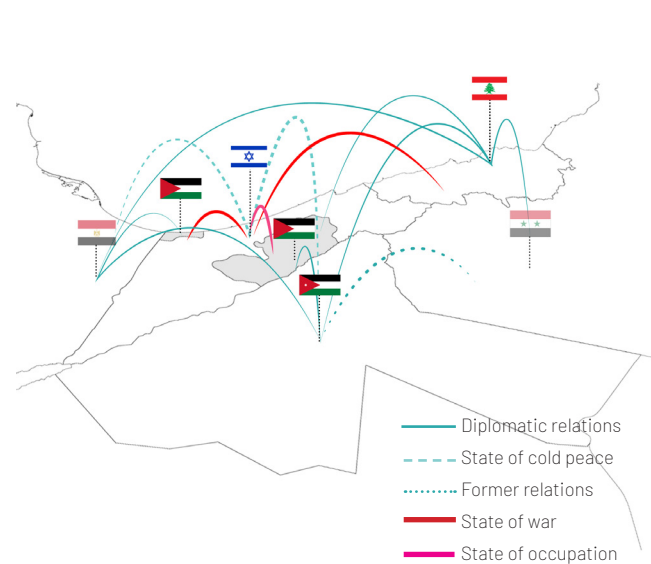 Diplomatic relations
State of cold peace
Former relations
State of war
State of occupation